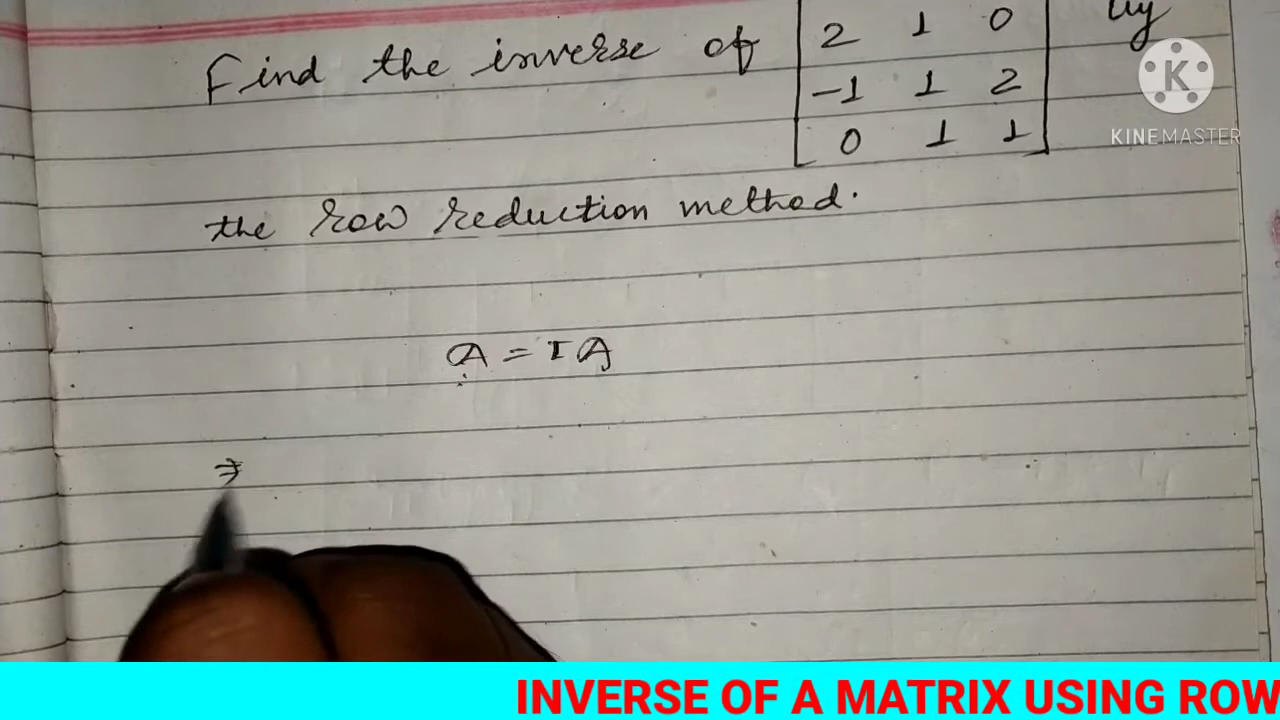 Find the inverse of [2 1 0 by
-1 1 2
0 1 1]
the row reduction method.
A = IA
⇒
KINEMASTER
INVERSE OF A MATRIX USING ROW